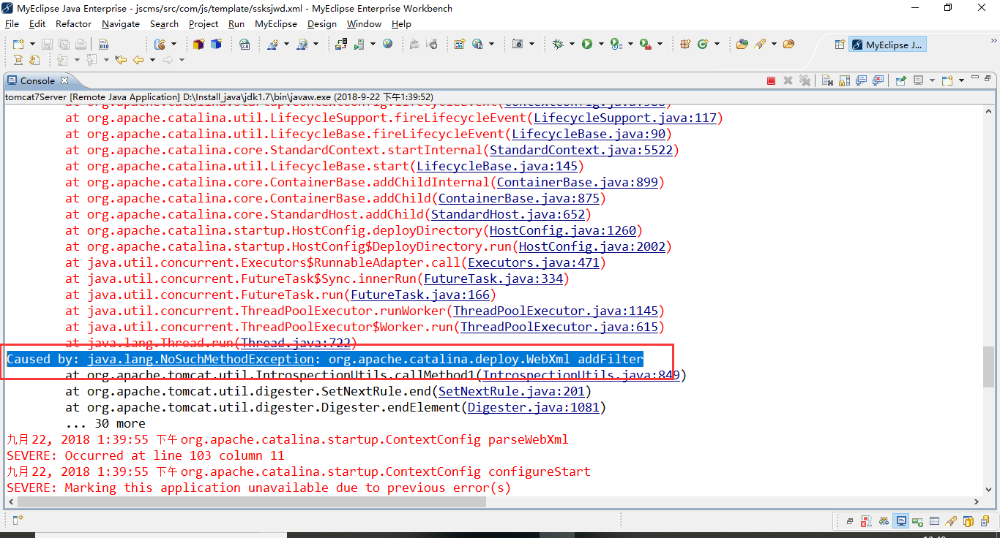 MyEclipse Java Enterprise - jscms/src/com/js/template/ssksjwd.xml - MyEclipse Enterprise Workbench
File Edit Refactor Navigate Search Project Run MyEclipse Design Window Help
MyEclipse J...
Console
tomcat7Server [Remote Java Application] D:\Install_java\jdk1.7\bin\javaw.exe (2018-9-22 下午1:39:52)
at org.apache.catalina.startup.ContextConfig.lifecycleEvent(ContextConfig.java:388)
at org.apache.catalina.util.LifecycleSupport.fireLifecycleEvent(LifecycleSupport.java:117)
at org.apache.catalina.util.LifecycleBase.fireLifecycleEvent(LifecycleBase.java:90)
at org.apache.catalina.core.StandardContext.startInternal(StandardContext.java:5522)
at org.apache.catalina.util.LifecycleBase.start(LifecycleBase.java:145)
at org.apache.catalina.core.ContainerBase.addChildInternal(ContainerBase.java:899)
at org.apache.catalina.core.ContainerBase.addChild(ContainerBase.java:875)
at org.apache.catalina.core.StandardHost.addChild(StandardHost.java:652)
at org.apache.catalina.startup.HostConfig.deployDirectory(HostConfig.java:1260)
at org.apache.catalina.startup.HostConfig$DeployDirectory.run(HostConfig.java:2002)
at java.util.concurrent.Executors$RunnableAdapter.call(Executors.java:471)
at java.util.concurrent.FutureTask$Sync.innerRun(FutureTask.java:334)
at java.util.concurrent.FutureTask.run(FutureTask.java:166)
at java.util.concurrent.ThreadPoolExecutor.runWorker(ThreadPoolExecutor.java:1145)
at java.util.concurrent.ThreadPoolExecutor$Worker.run(ThreadPoolExecutor.java:615)
at java.lang.Thread.run(Thread.java:722)
Caused by: java.lang.NoSuchMethodException: org.apache.catalina.deploy.WebXml addFilter
at org.apache.tomcat.util.IntrospectionUtils.callMethod1(IntrospectionUtils.java:849)
at org.apache.tomcat.util.digester.SetNextRule.end(SetNextRule.java:201)
at org.apache.tomcat.util.digester.Digester.endElement(Digester.java:1081)
... 30 more
九月 22, 2018 1:39:55 下午 org.apache.catalina.startup.ContextConfig parseWebXml
SEVERE: Occurred at line 103 column 11
九月 22, 2018 1:39:55 下午 org.apache.catalina.startup.ContextConfig configureStart
SEVERE: Marking this application unavailable due to previous error(s)